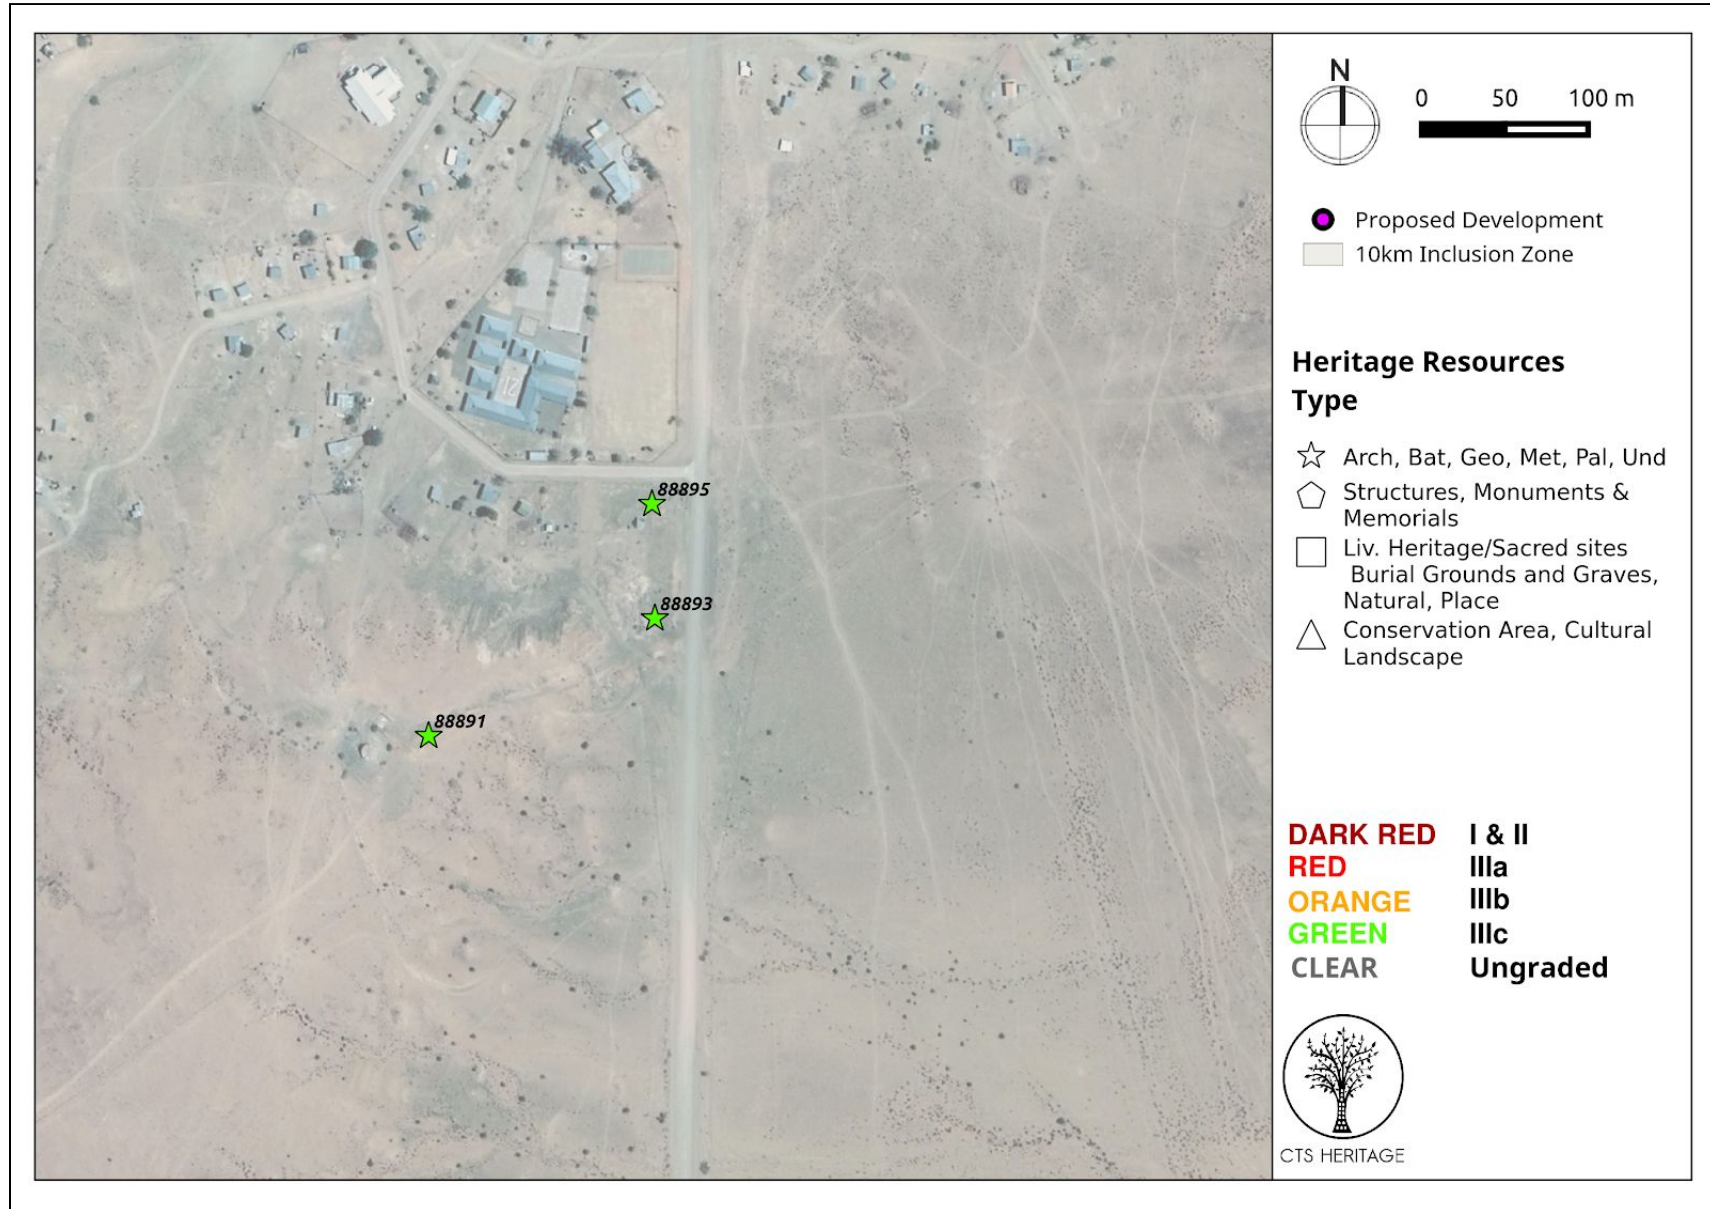 N
0 50 100 m
Proposed Development
10km Inclusion Zone
Heritage Resources
Type
Arch, Bat, Geo, Met, Pal, Und
Structures, Monuments &
Memorials
Liv. Heritage/Sacred sites
Burial Grounds and Graves,
Natural, Place
Conservation Area, Cultural
Landscape
88895
88893
88891
DARK RED I & II
RED IIIa
ORANGE IIIb
GREEN IIIc
CLEAR Ungraded
CTS HERITAGE